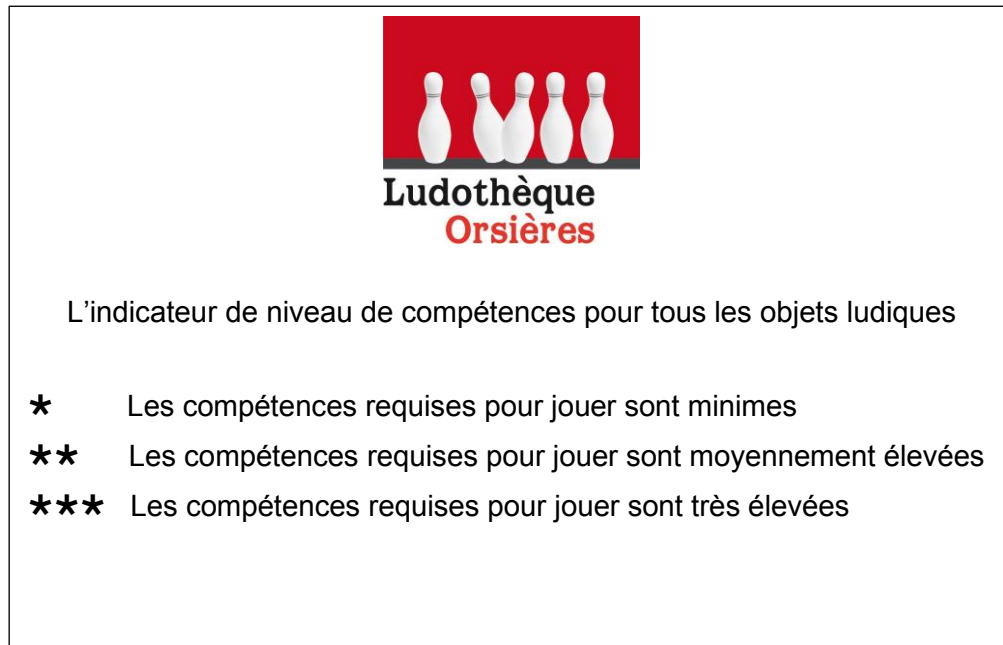 Ludothèque
Orsières
L'indicateur de niveau de compétences pour tous les objets ludiques
* Les compétences requises pour jouer sont minimes
** Les compétences requises pour jouer sont moyennement élevées
*** Les compétences requises pour jouer sont très élevées